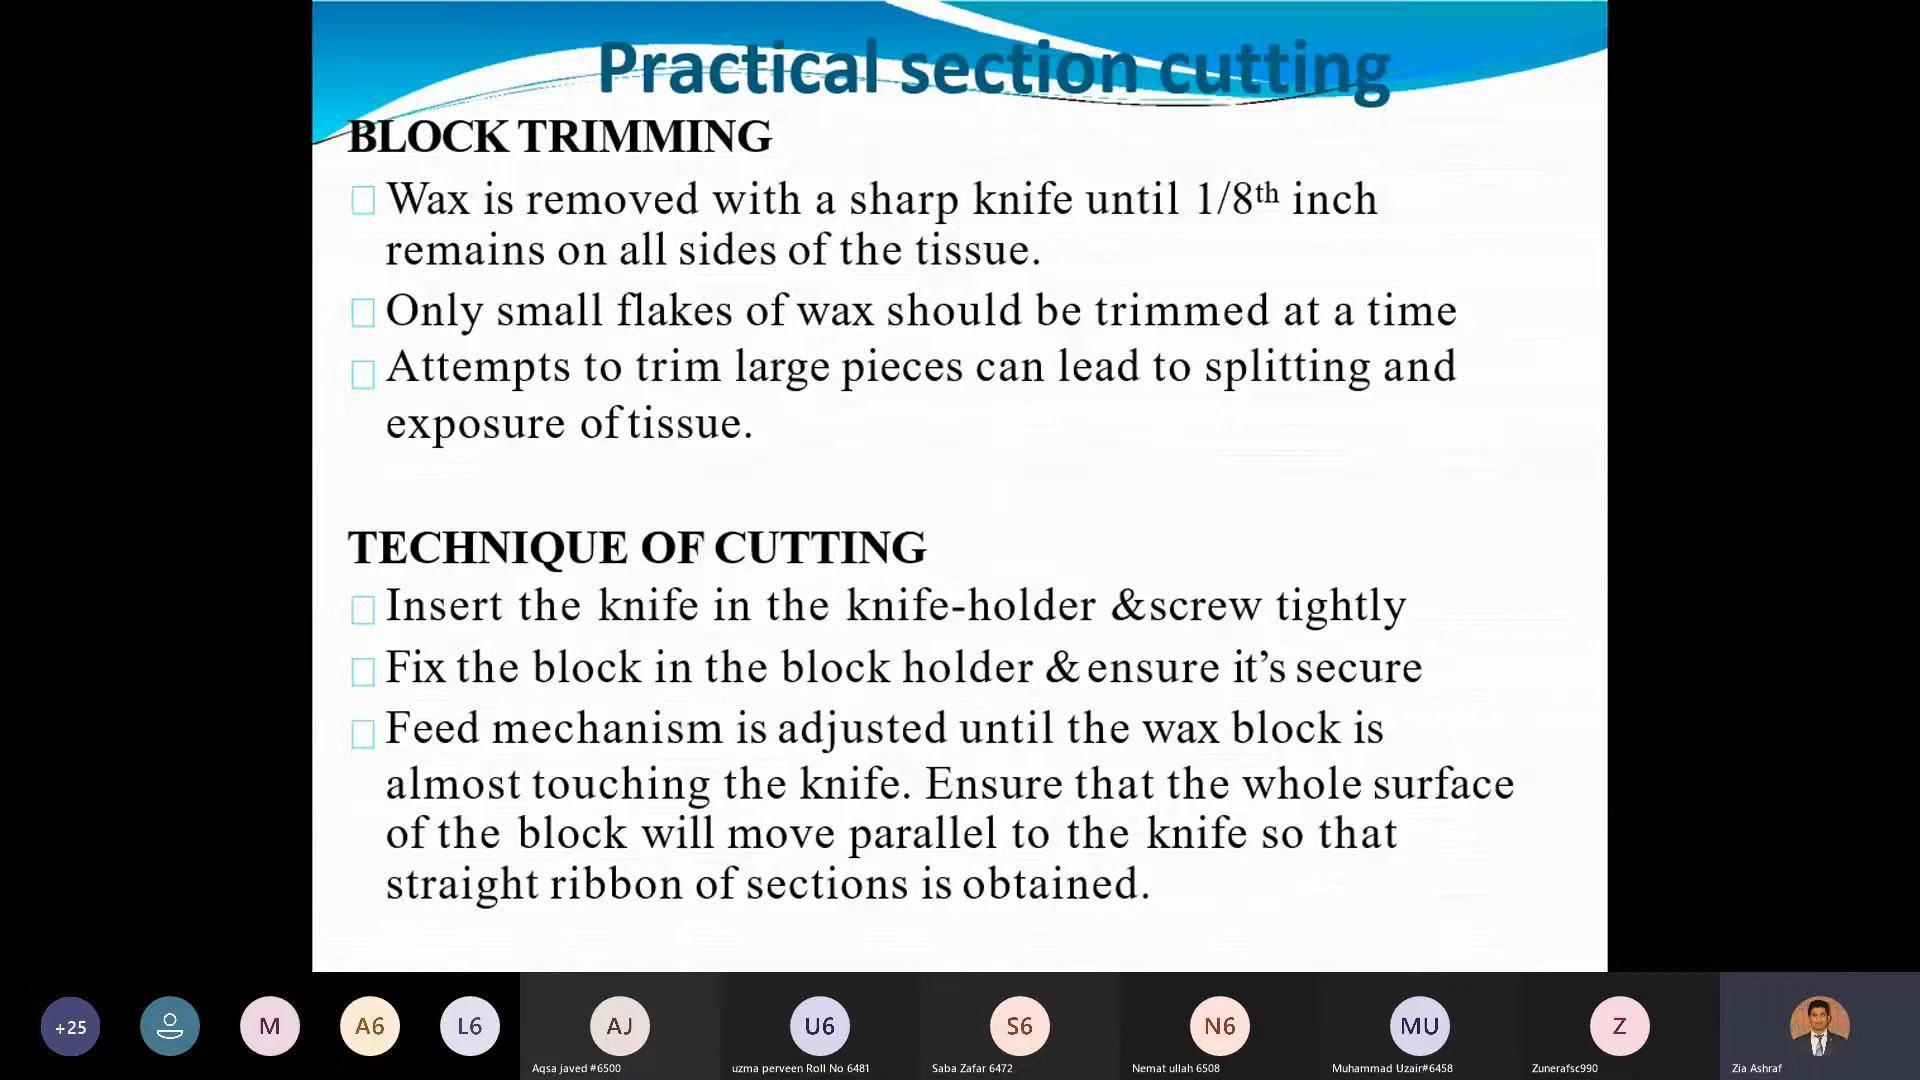 Practical section cutting
BLOCK TRIMMING
Wax is removed with a sharp knife until 1/8th inch
remains on all sides of the tissue.
Only small flakes of wax should be trimmed at a time
Attempts to trim large pieces can lead to splitting and
exposure of tissue.
TECHNIQUE OF CUTTING
Insert the knife in the knife-holder &screw tightly
Fix the block in the block holder &ensure it’s secure
Feed mechanism is adjusted until the wax block is
almost touching the knife. Ensure that the whole surface
of the block will move parallel to the knife so that
straight ribbon of sections is obtained.
+25 M A6 L6 AJ U6 S6 N6 MU Z
Aqsa javed #6500 uzma perveen Roll No 6481 Saba Zafar 6472 Nemat ullah 6508 Muhammad Uzair#6458 Zunerafsc990 Zia Ashraf